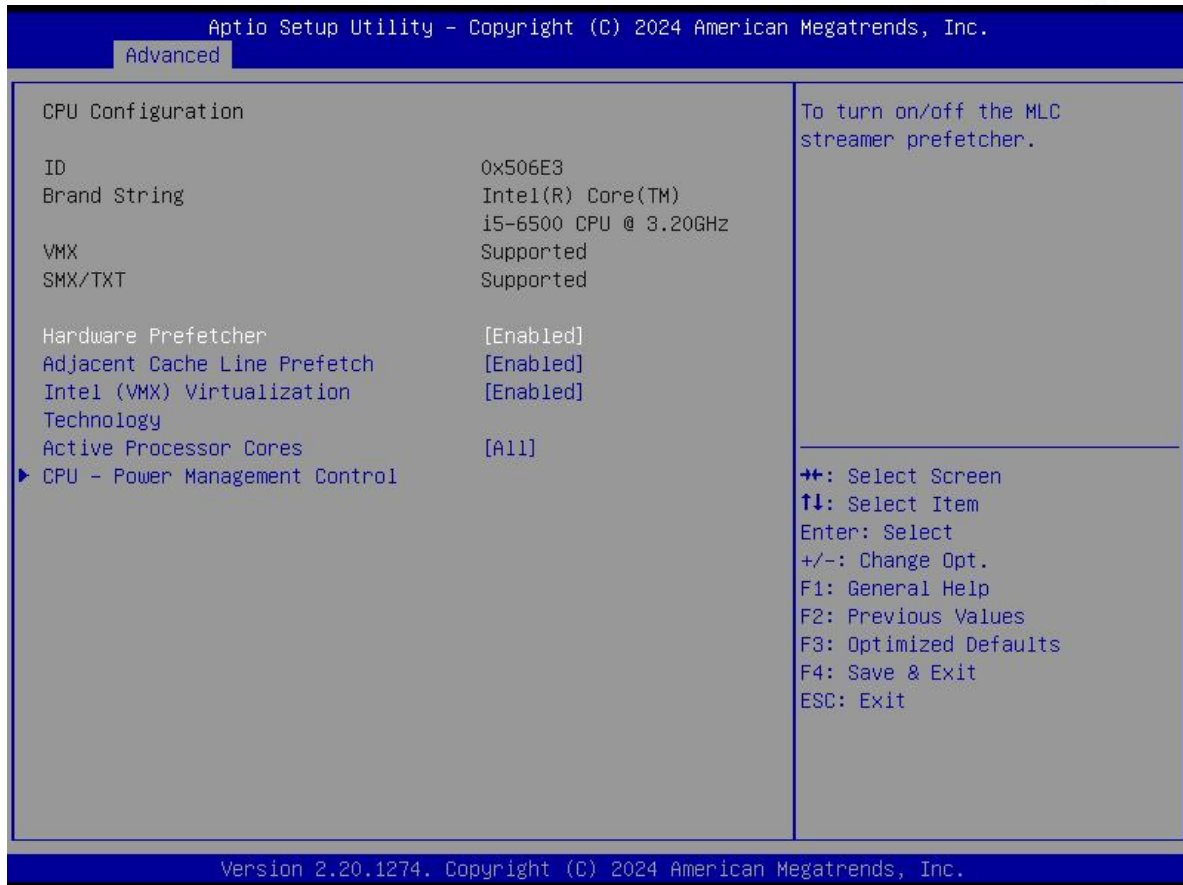 Aptio Setup Utility – Copyright (C) 2024 American Megatrends, Inc.
Advanced
CPU Configuration
ID 0x506E3
Brand String Intel(R) Core(TM)
i5-6500 CPU @ 3.20GHz
VMX Supported
SMX/TXT Supported
Hardware Prefetcher [Enabled]
Adjacent Cache Line Prefetch [Enabled]
Intel (VMX) Virtualization [Enabled]
Technology
Active Processor Cores [All]
▶ CPU – Power Management Control
To turn on/off the MLC
streamer prefetcher.
→←: Select Screen
↑↓: Select Item
Enter: Select
+/-: Change Opt.
F1: General Help
F2: Previous Values
F3: Optimized Defaults
F4: Save & Exit
ESC: Exit
Version 2.20.1274. Copyright (C) 2024 American Megatrends, Inc.